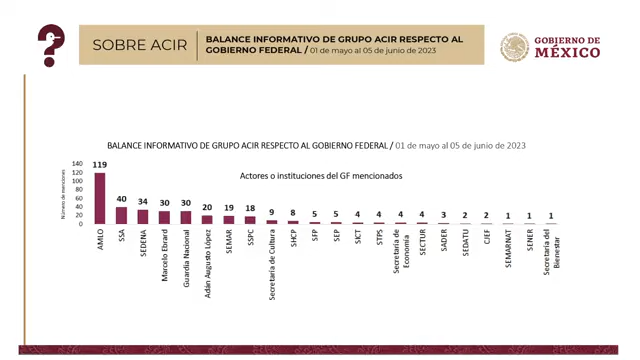 SOBRE ACIR
BALANCE INFORMATIVO DE GRUPO ACIR RESPECTO AL
GOBIERNO FEDERAL / 01 de mayo al 05 de junio de 2023
GOBIERNO DE
MÉXICO
BALANCE INFORMATIVO DE GRUPO ACIR RESPECTO AL GOBIERNO FEDERAL / 01 de mayo al 05 de junio de 2023
Actores o instituciones del GF mencionados
Número de menciones
140
120
100
80
60
40
20
0
119
40
34
30
30
20
19
18
9
8
5
5
4
4
4
4
3
2
2
1
1
1
AMLO
SSA
SEDENA
Marcelo Ebrard
Guardia Nacional
Adán Augusto López
SEMAR
SSPC
Secretaría de Cultura
SHCP
SFP
SEP
SICT
STPS
Secretaría de
Economía
SECTUR
SADER
SEDATU
CJEF
SEMARNAT
SENER
Secretaría del
Bienestar